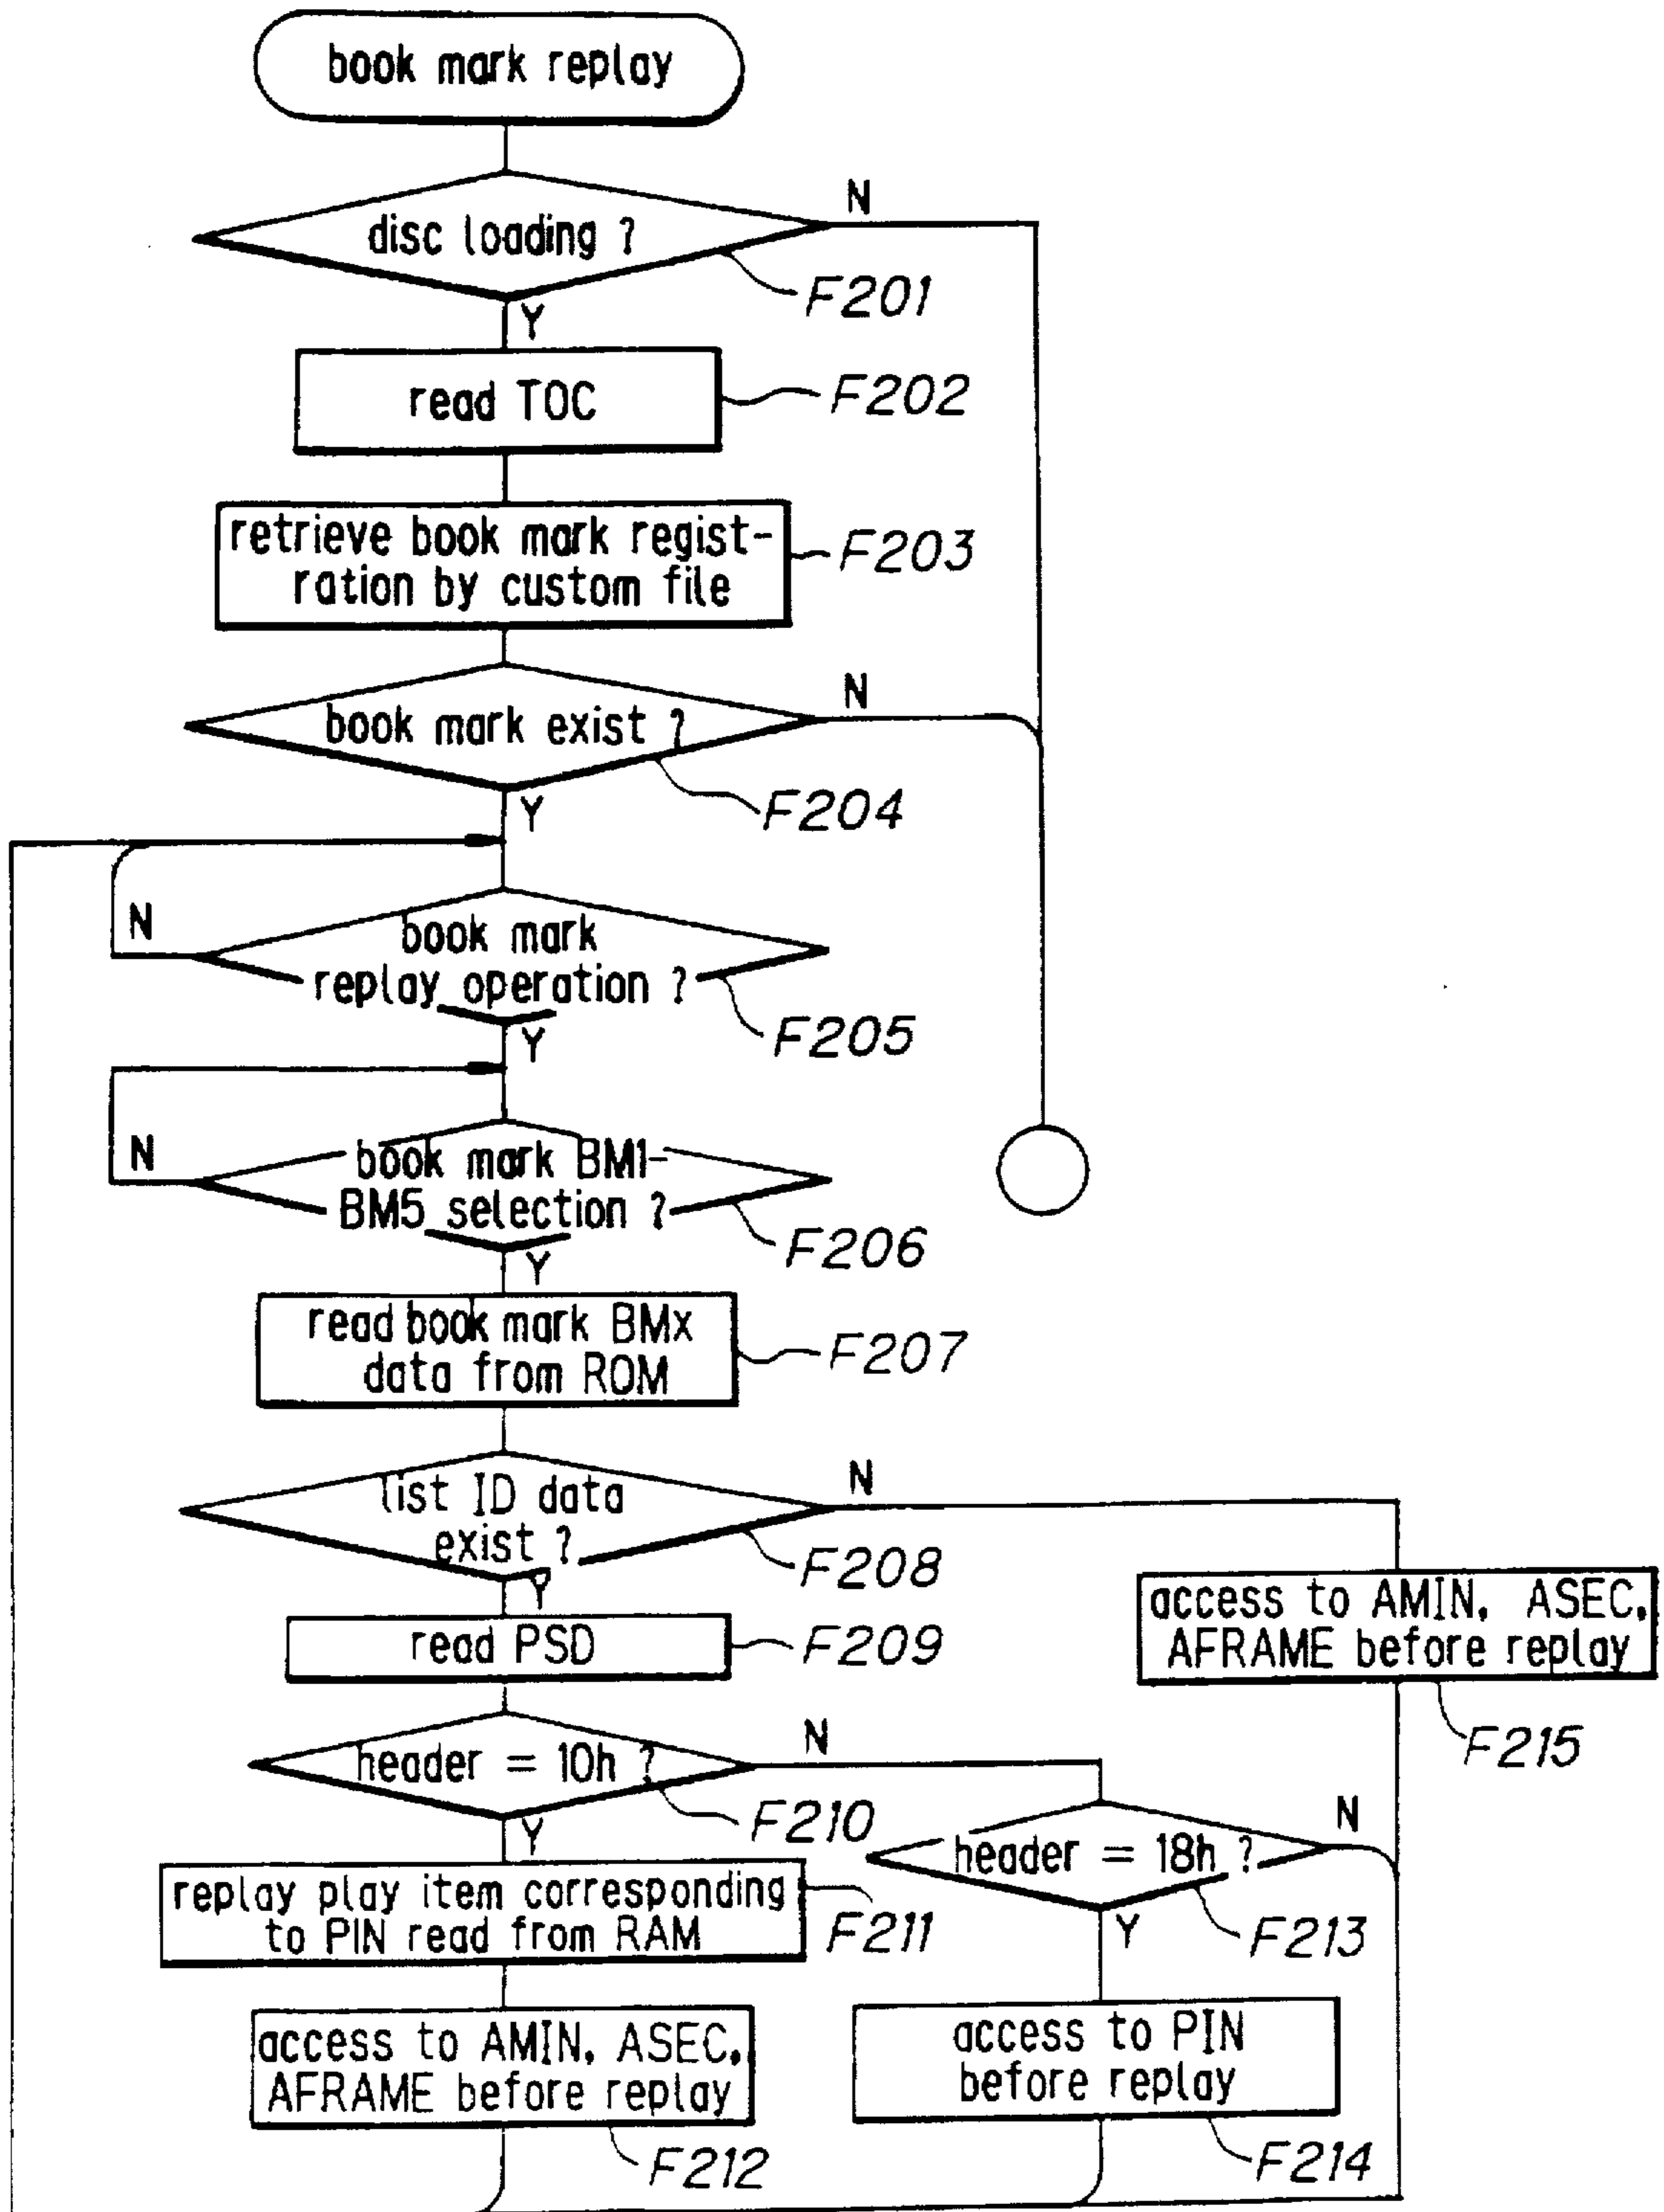 book mark replay
N
disc loading ?
F201
Y
read TOC
F202
retrieve book mark regist-
ration by custom file
F203
N
book mark exist ?
F204
Y
N
book mark
replay operation ?
F205
Y
N
book mark BM1-
BM5 selection ?
F206
Y
read book mark BMx
data from ROM
F207
N
list ID data
exist ?
F208
Y
access to AMIN, ASEC,
AFRAME before replay
F215
read PSD
F209
N
header = 10h ?
F210
Y
N
header = 18h ?
F213
Y
replay play item corresponding
to PIN read from RAM
F211
access to AMIN, ASEC,
AFRAME before replay
F212
access to PIN
before replay
F214